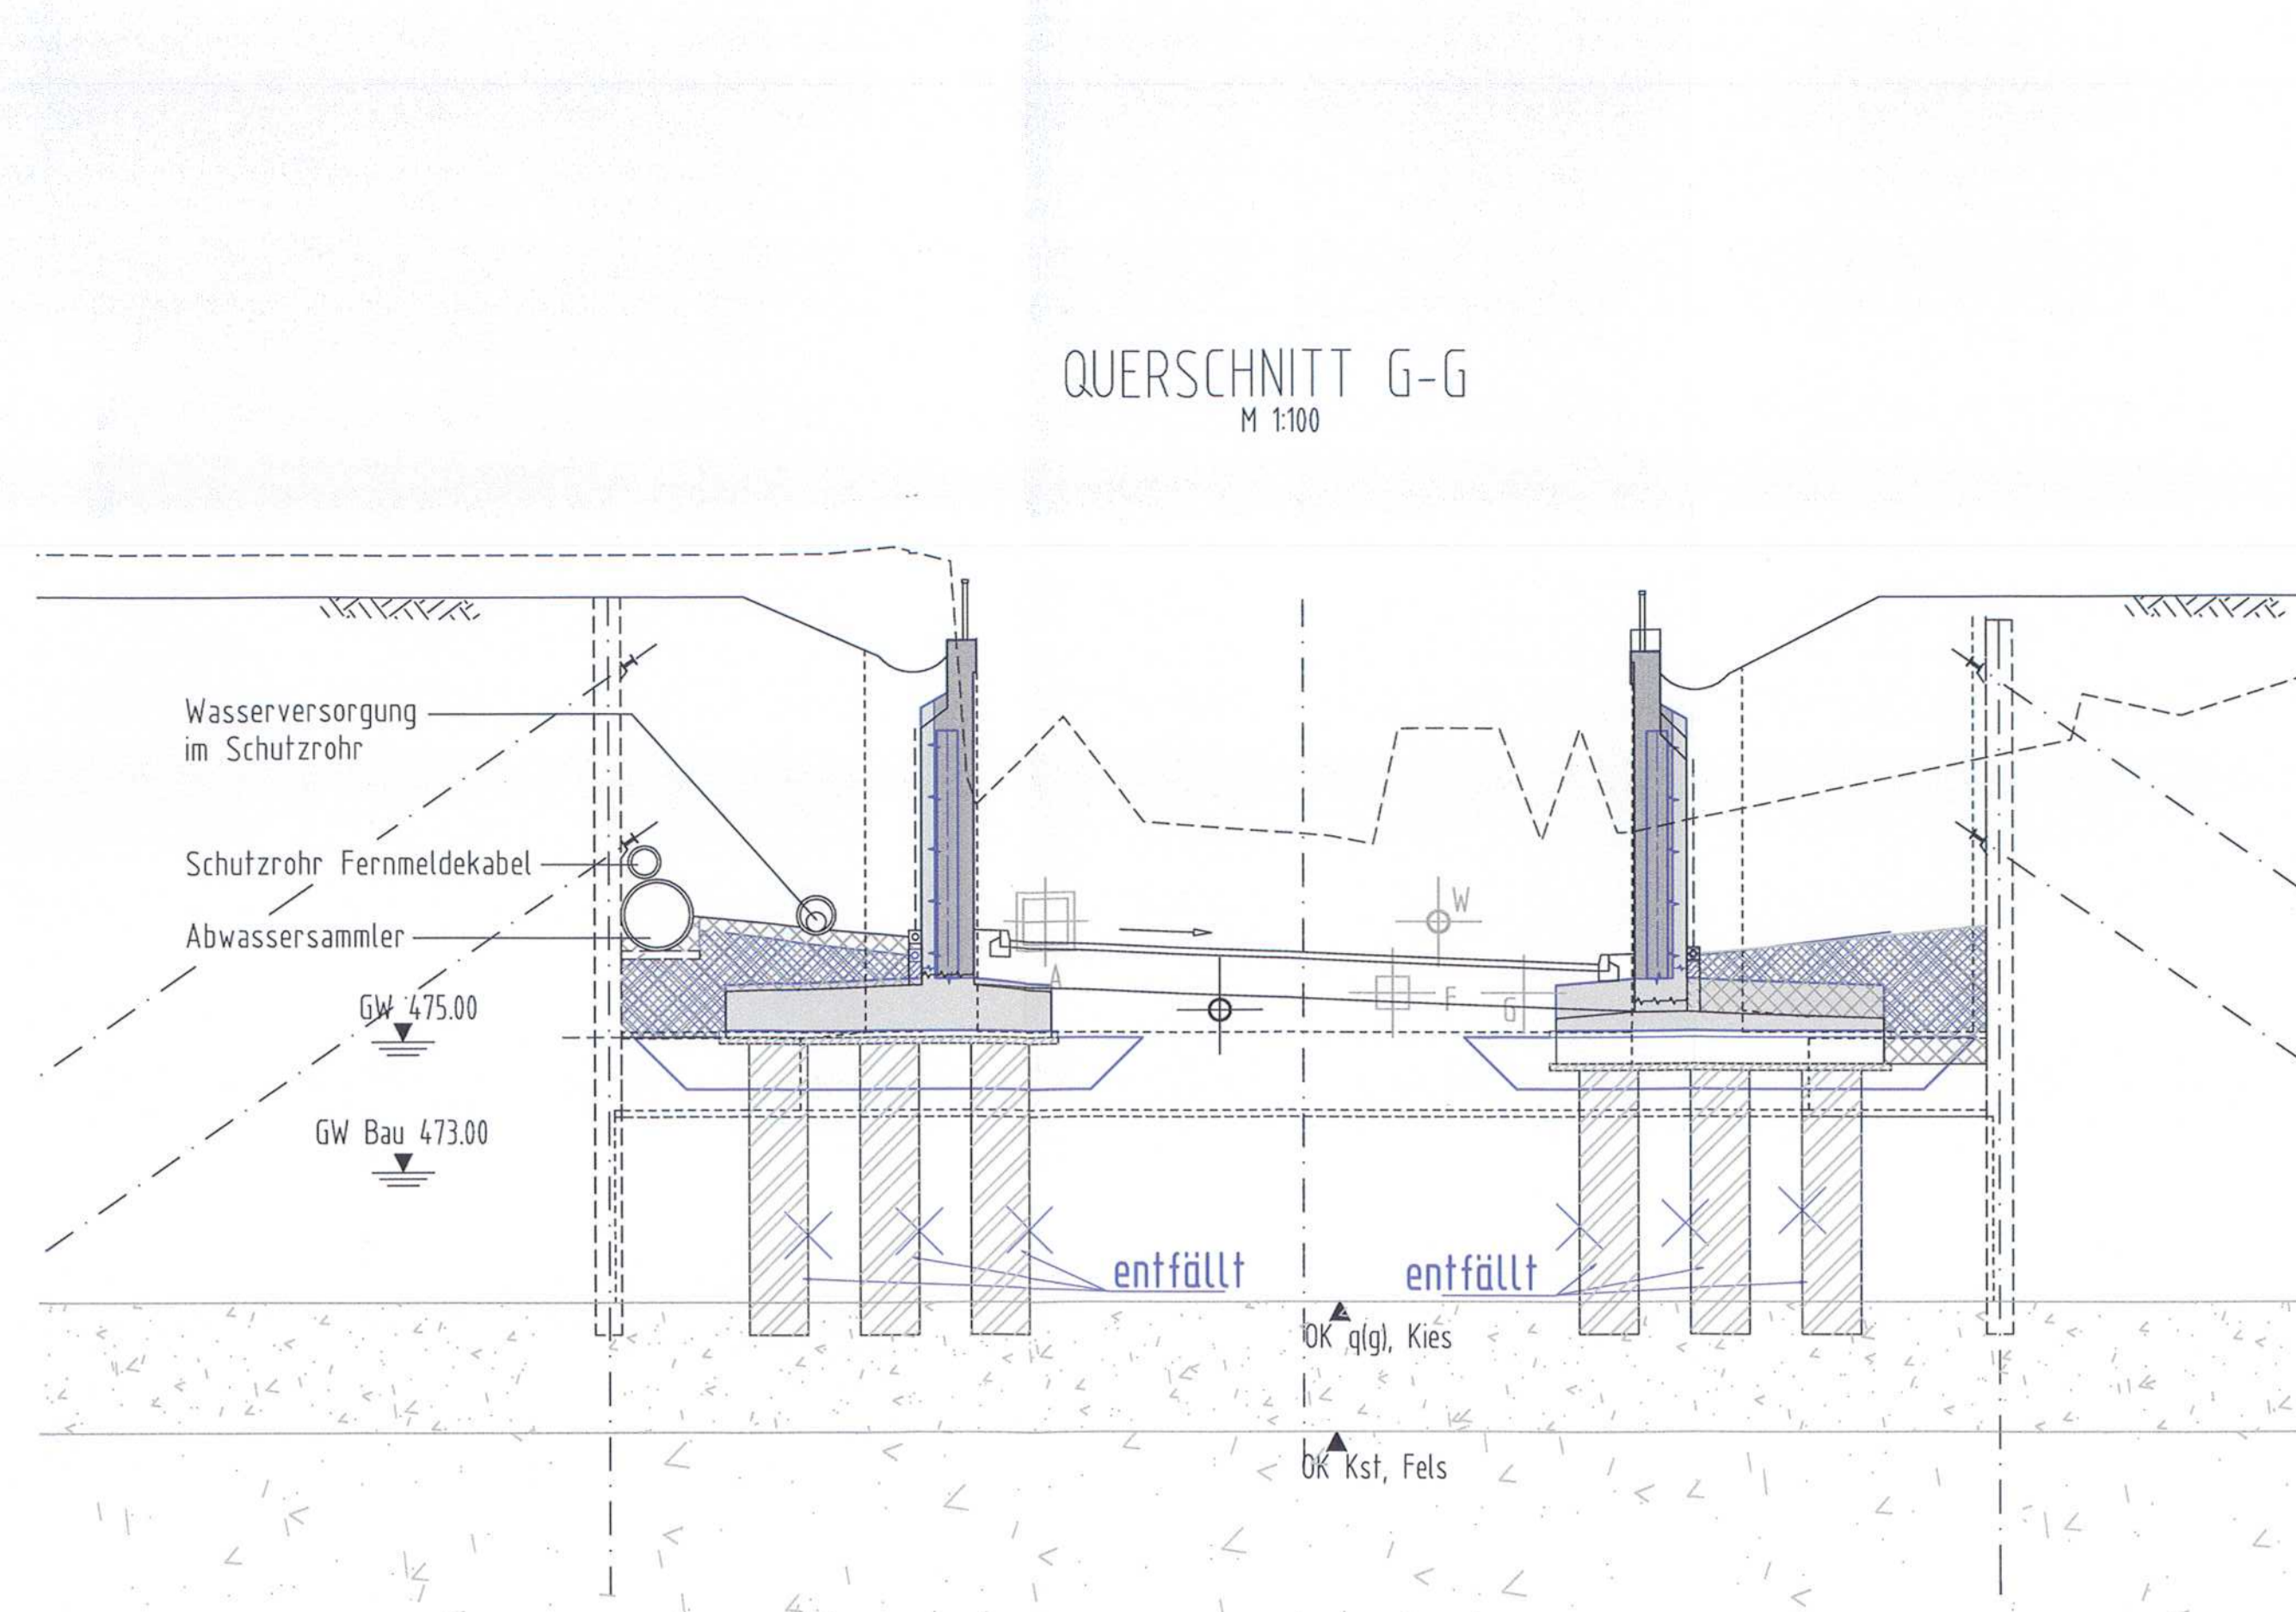 QUERSCHNITT G-G
M 1:100
Wasserversorgung
im Schutzrohr
Schutzrohr Fernmeldekabel
Abwassersammler
W
A
F
G
GW 475.00
GW Bau 473.00
entfällt
entfällt
OK q(g), Kies
OK Kst, Fels